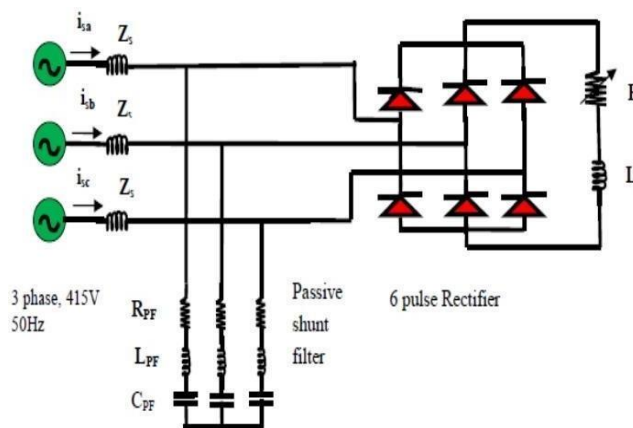 isa
Zs
isb
Zs
isc
Zs
R
L
3 phase, 415V
50Hz
RPF
LPF
CPF
Passive
shunt
filter
6 pulse Rectifier